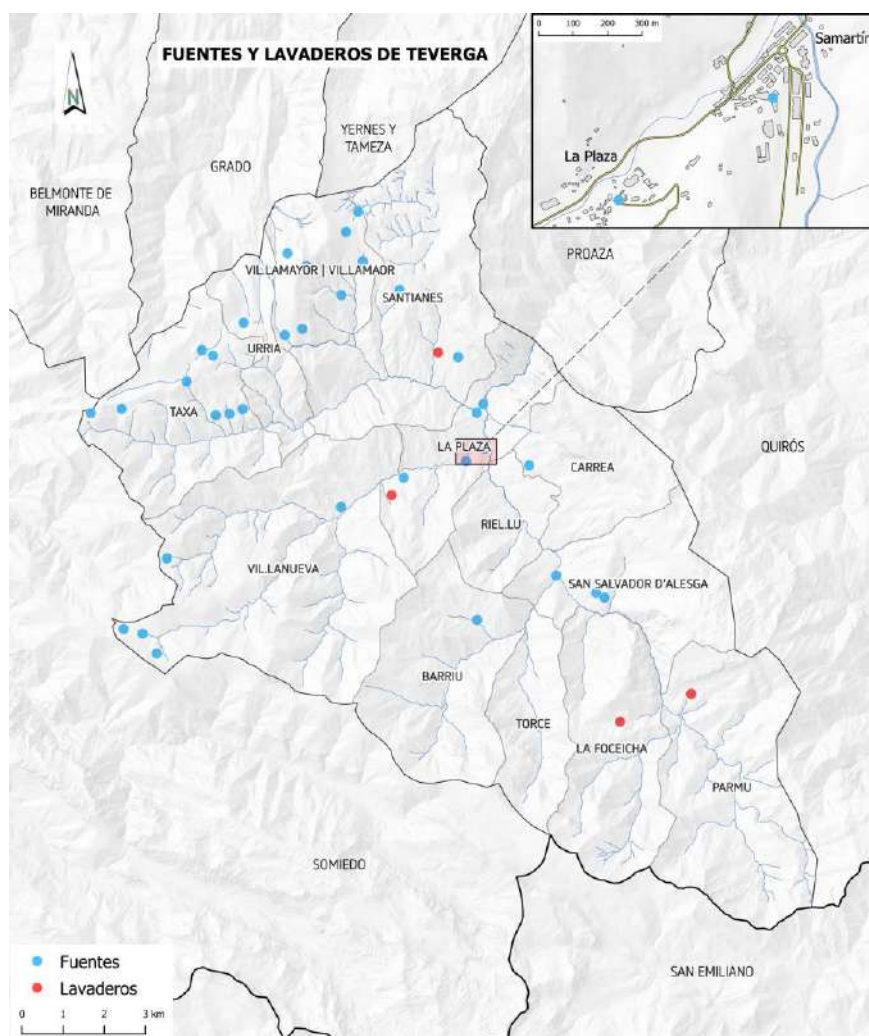 FUENTES Y LAVADEROS DE TEVERGA
N
0 100 200 300 m
Samartín
La Plaza
YERNES Y
TAMEZA
GRADO
BELMONTE DE
MIRANDA
PROAZA
VIL.LAMAYOR | VIL.LAMAOR
SANTIANES
URRIA
TAXA
LA PLAZA
CARREA
QUIRÓS
RIEL.LU
VIL.LANUEVA
SAN SALVADOR D'ALESGA
BARRIU
TORCE
LA FOCEICHA
PARMU
SOMIEDO
SAN EMILIANO
Fuentes
Lavaderos
0 1 2 3 km